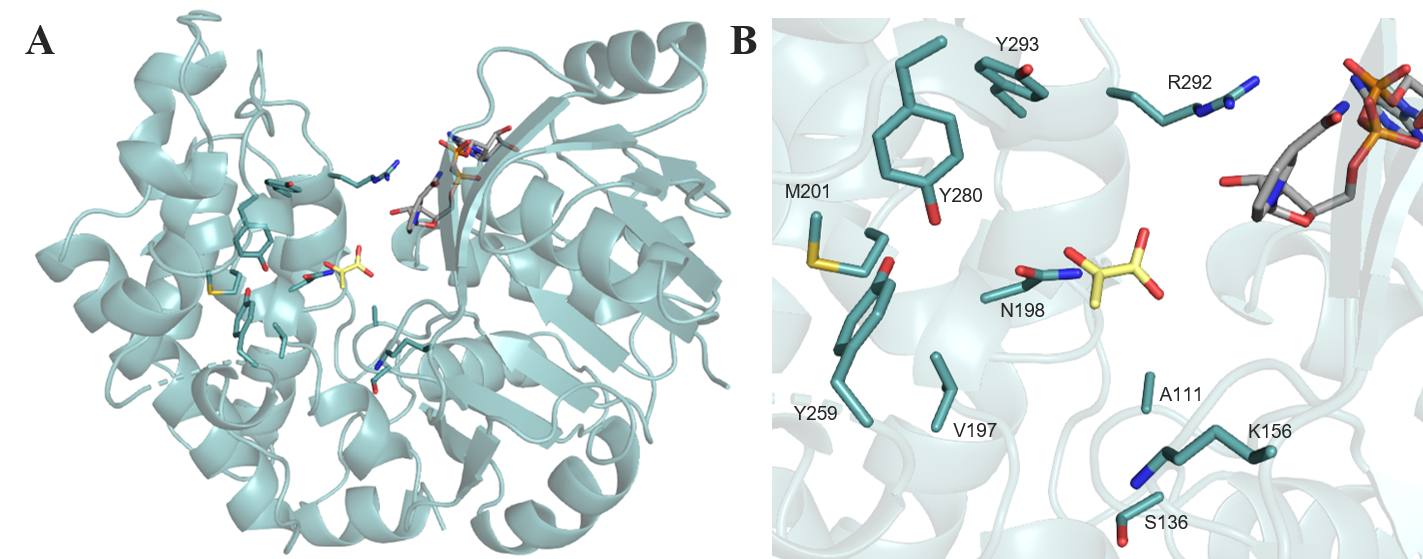 A
B
Y293
R292
M201
Y280
N198
A111
Y259
V197
K156
S136